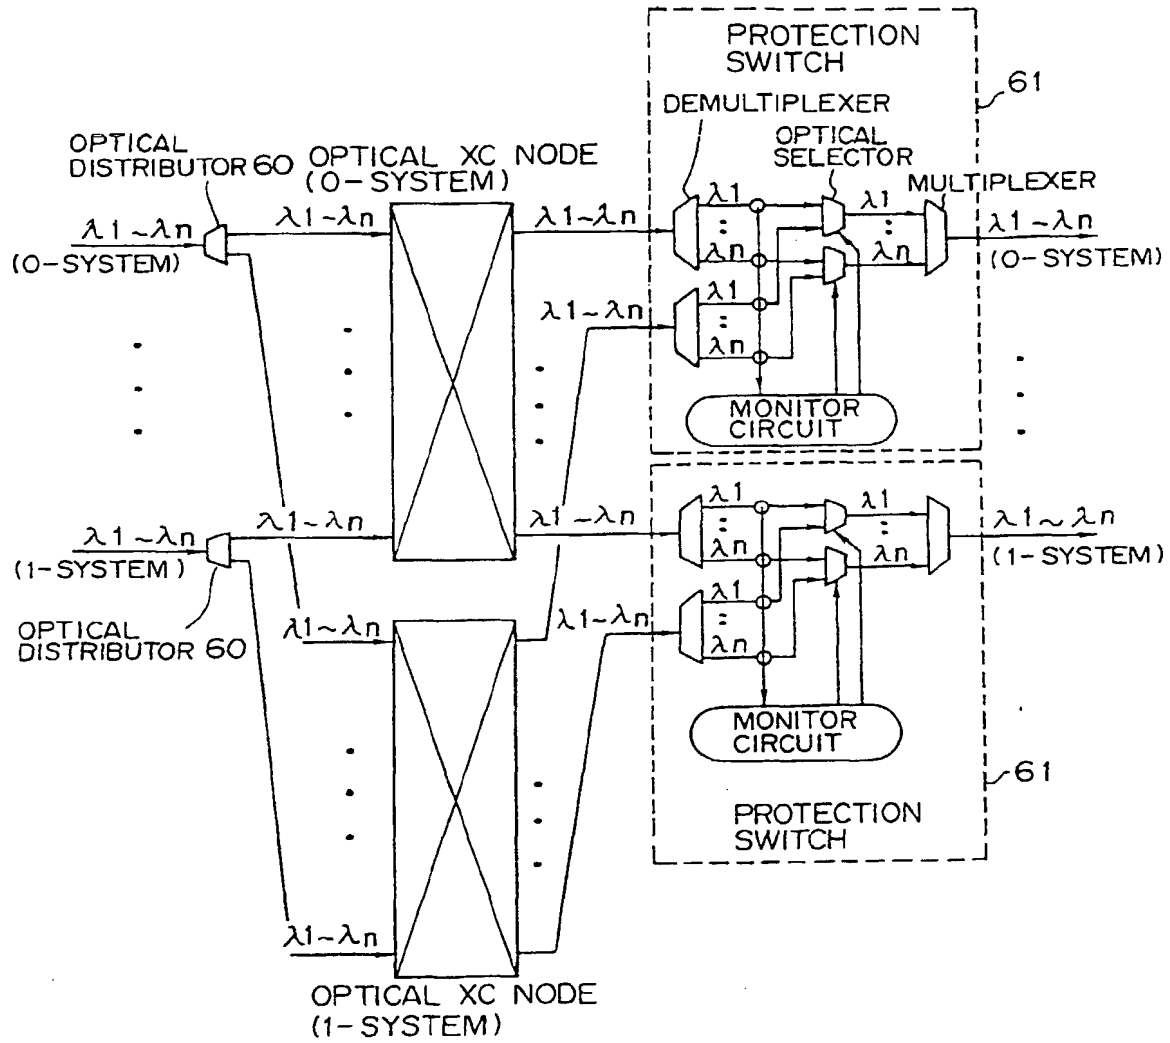 PROTECTION
SWITCH
61
DEMULTIPLEXER
OPTICAL
SELECTOR
MULTIPLEXER
OPTICAL
DISTRIBUTOR 60
OPTICAL XC NODE
(0-SYSTEM)
λ1~λn
(0-SYSTEM)
λ1~λn
λ1~λn
λ1
λn
λ1
λn
λ1~λn
(0-SYSTEM)
λ1~λn
λ1
λn
MONITOR
CIRCUIT
λ1~λn
(1-SYSTEM)
λ1~λn
λ1~λn
λ1
λn
λ1
λn
λ1~λn
(1-SYSTEM)
OPTICAL
DISTRIBUTOR 60
λ1~λn
λ1~λn
λ1
λn
MONITOR
CIRCUIT
61
PROTECTION
SWITCH
λ1~λn
OPTICAL XC NODE
(1-SYSTEM)